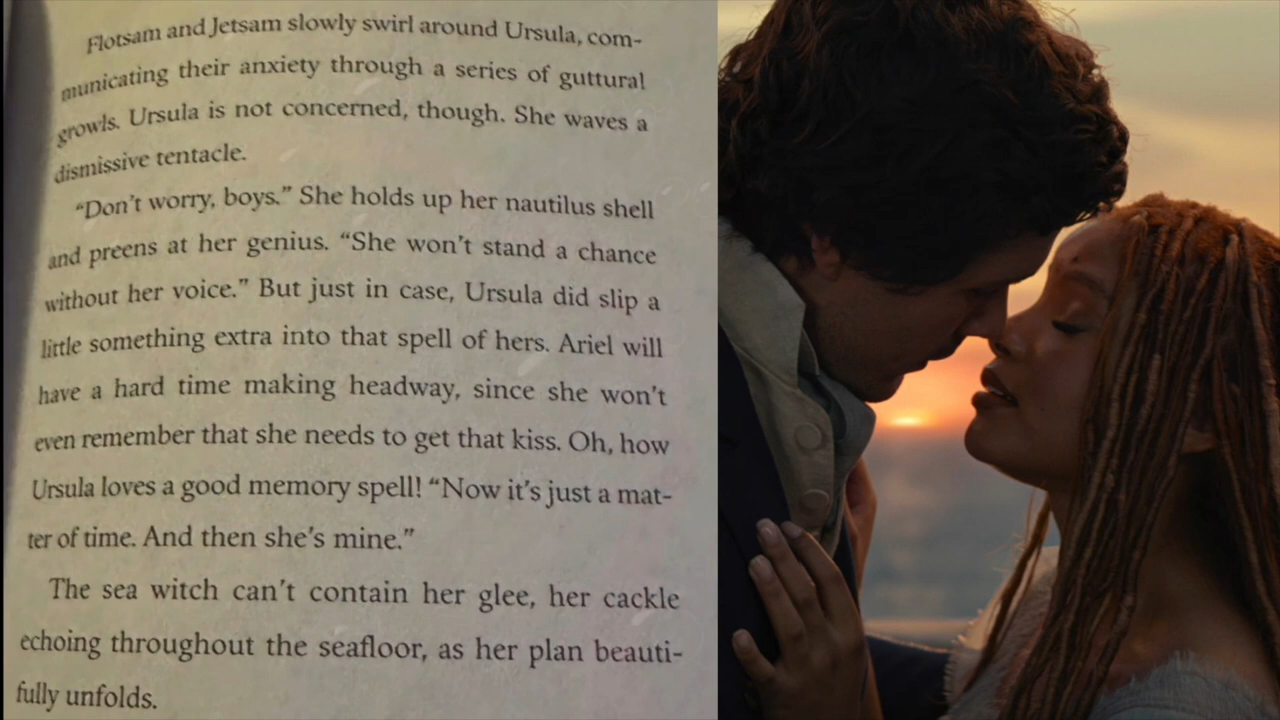 Flotsam and Jetsam slowly swirl around Ursula, com-
municating their anxiety through a series of guttural
growls. Ursula is not concerned, though. She waves a
dismissive tentacle.
“Don’t worry, boys.” She holds up her nautilus shell
and preens at her genius. “She won’t stand a chance
without her voice.” But just in case, Ursula did slip a
little something extra into that spell of hers. Ariel will
have a hard time making headway, since she won’t
even remember that she needs to get that kiss. Oh, how
Ursula loves a good memory spell! “Now it’s just a mat-
ter of time. And then she’s mine.”
The sea witch can’t contain her glee, her cackle
echoing throughout the seafloor, as her plan beauti-
fully unfolds.